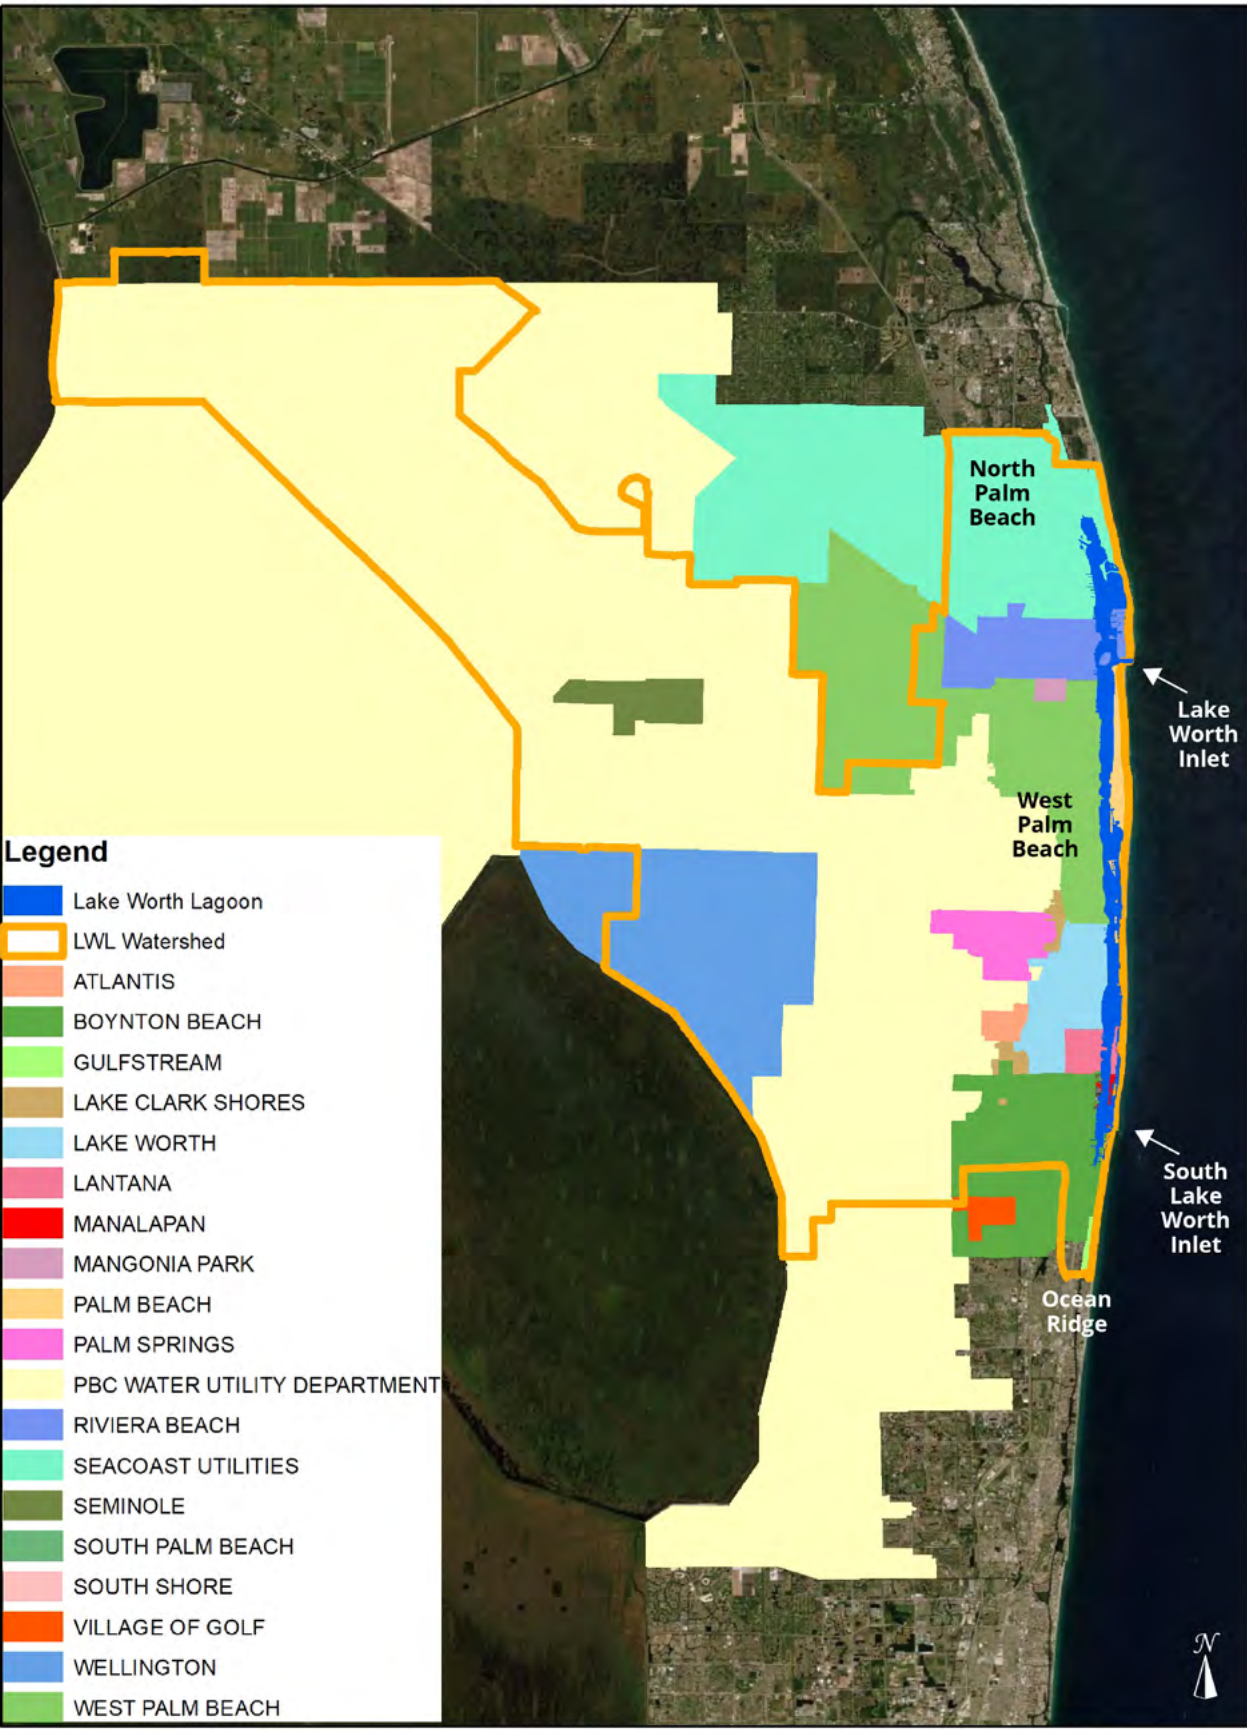 North
Palm
Beach
Lake
Worth
Inlet
West
Palm
Beach
Legend
Lake Worth Lagoon
LWL Watershed
ATLANTIS
BOYNTON BEACH
GULFSTREAM
LAKE CLARK SHORES
LAKE WORTH
LANTANA
MANALAPAN
MANGONIA PARK
PALM BEACH
PALM SPRINGS
PBC WATER UTILITY DEPARTMENT
RIVIERA BEACH
SEACOAST UTILITIES
SEMINOLE
SOUTH PALM BEACH
SOUTH SHORE
VILLAGE OF GOLF
WELLINGTON
WEST PALM BEACH
South
Lake
Worth
Inlet
Ocean
Ridge
N